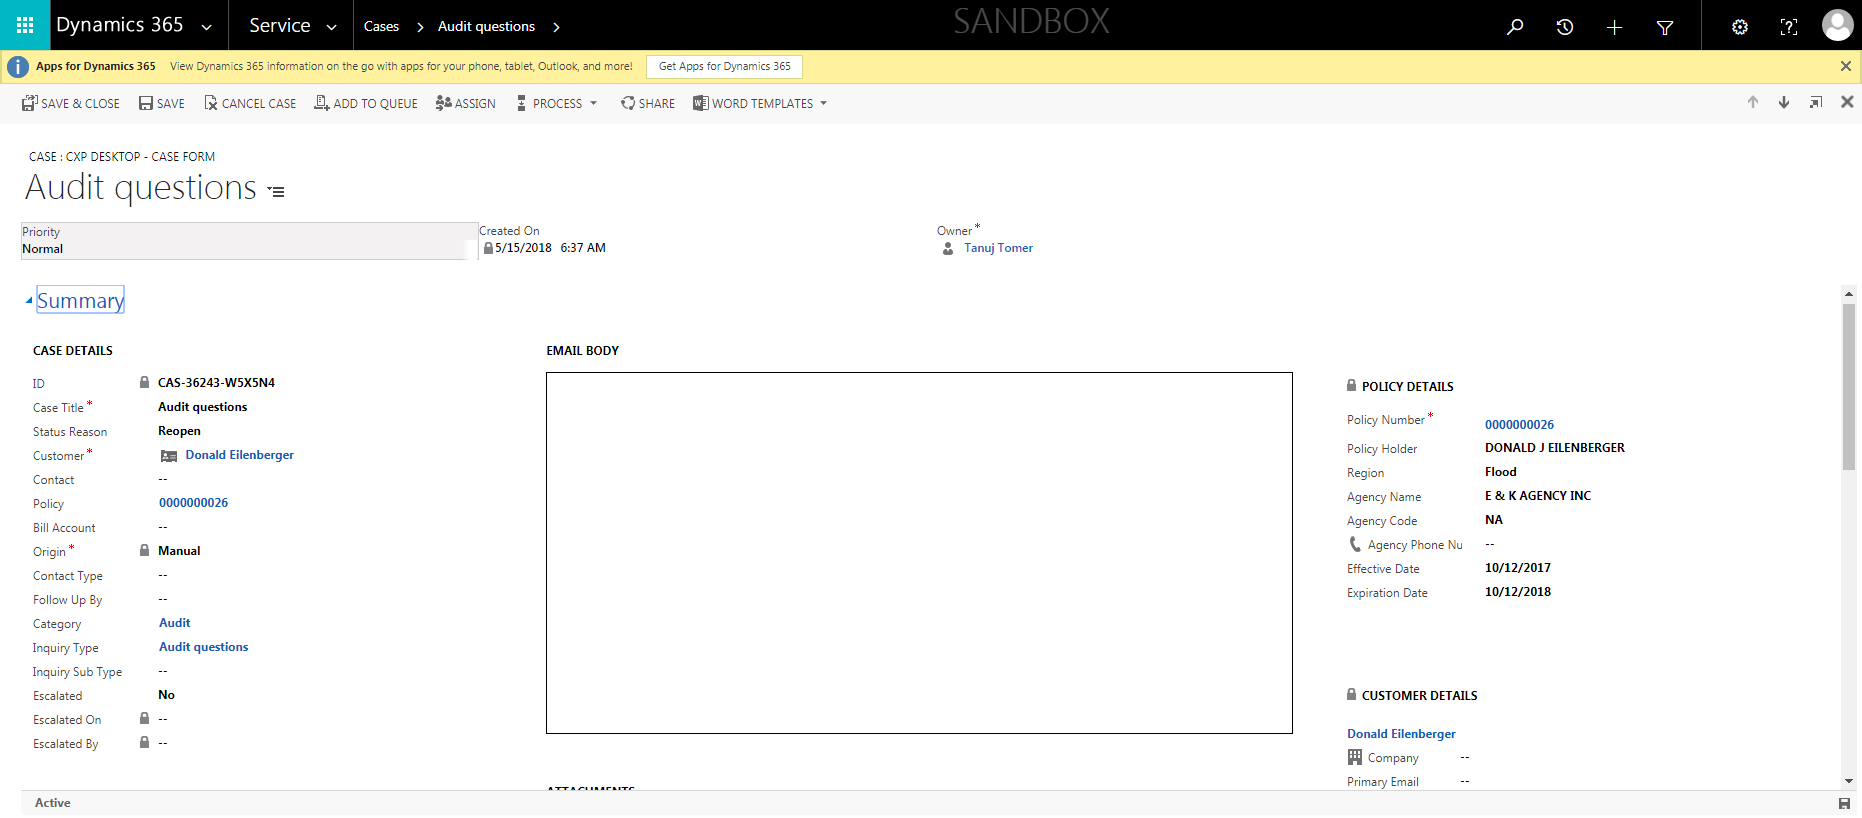 Dynamics 365 Service Cases Audit questions SANDBOX
Apps for Dynamics 365 View Dynamics 365 information on the go with apps for your phone, tablet, Outlook, and more! Get Apps for Dynamics 365
SAVE & CLOSE SAVE CANCEL CASE ADD TO QUEUE ASSIGN PROCESS SHARE WORD TEMPLATES
CASE : CXP DESKTOP - CASE FORM
Audit questions
Priority
Normal
Created On
5/15/2018 6:37 AM
Owner *
Tanuj Tomer
Summary
CASE DETAILS
ID CAS-36243-W5X5N4
Case Title * Audit questions
Status Reason Reopen
Customer * Donald Eilenberger
Contact --
Policy 0000000026
Bill Account --
Origin * Manual
Contact Type --
Follow Up By --
Category Audit
Inquiry Type Audit questions
Inquiry Sub Type --
Escalated No
Escalated On --
Escalated By --
EMAIL BODY
ATTACHMENTS
POLICY DETAILS
Policy Number * 0000000026
Policy Holder DONALD J EILENBERGER
Region Flood
Agency Name E & K AGENCY INC
Agency Code NA
Agency Phone Nu --
Effective Date 10/12/2017
Expiration Date 10/12/2018
CUSTOMER DETAILS
Donald Eilenberger
Company --
Primary Email --
Active